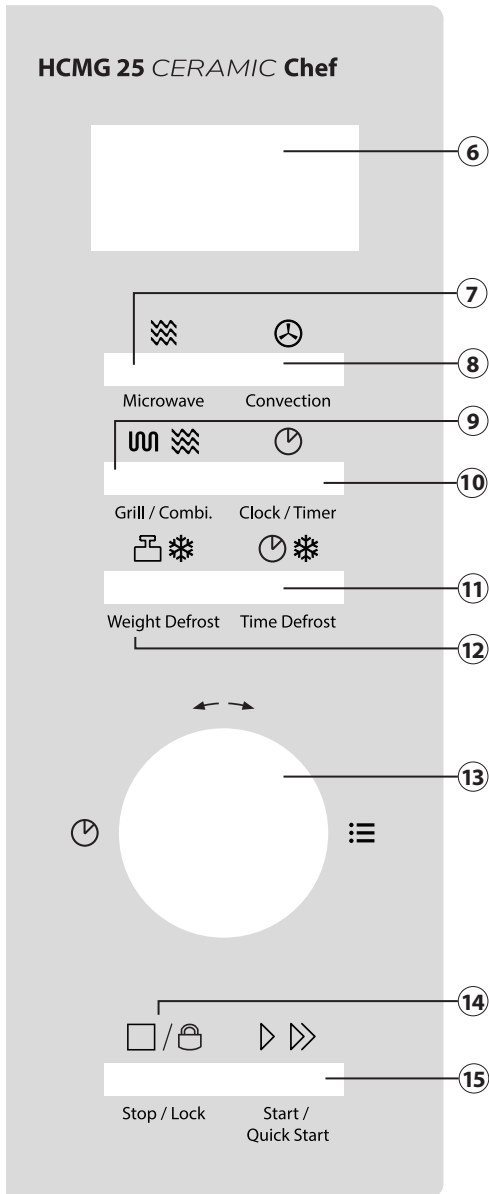 HCMG 25 CERAMIC Chef
6
7
8
Microwave Convection
9
10
Grill / Combi. Clock / Timer
11
Weight Defrost Time Defrost
12
13
14
15
Stop / Lock Start /
Quick Start